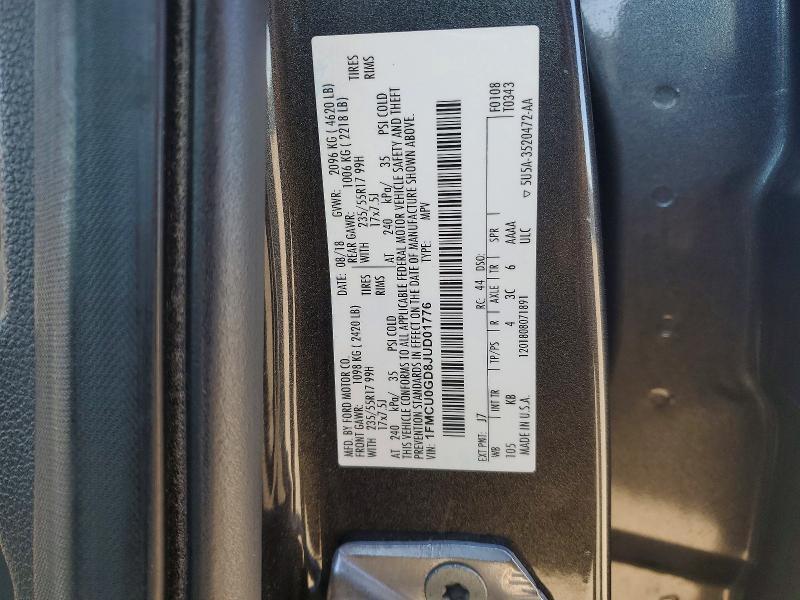 MFD. BY FORD MOTOR CO.
DATE: 08/18 GVWR: 2096 KG ( 4620 LB)
FRONT GAWR: 1098 KG ( 2420 LB) REAR GAWR: 1006 KG ( 2218 LB)
WITH 235/55R17 99H TIRES WITH 235/55R17 99H TIRES
17x7.5J RIMS 17x7.5J RIMS
AT 240 kPa/ 35 PSI COLD AT 240 kPa/ 35 PSI COLD
THIS VEHICLE CONFORMS TO ALL APPLICABLE FEDERAL MOTOR VEHICLE SAFETY AND THEFT
PREVENTION STANDARDS IN EFFECT ON THE DATE OF MANUFACTURE SHOWN ABOVE.
VIN: 1FMCU0GD8JUD01776 TYPE: MPV
F0108
T0343
EXT PNT: J7 RC: 44 DSO:
WB INT TR TP/PS R AXLE TR SPR
105 KB 4 3C 6 AAAA
MADE IN U.S.A. 120180807189​1 ULC
▽ 5U5A-3520472-AA